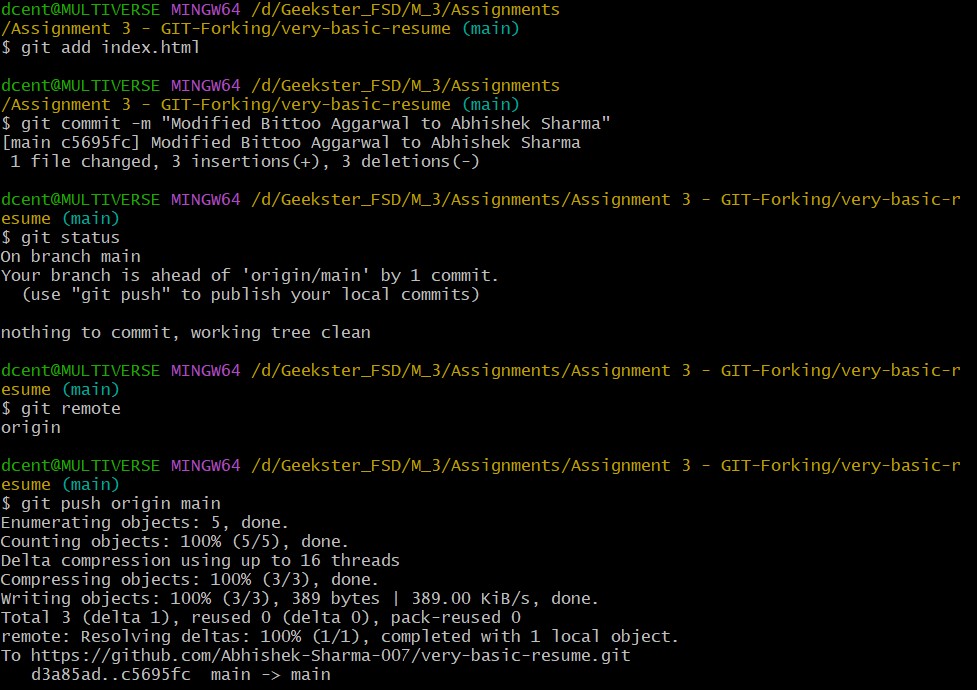 dcent@MULTIVERSE MINGW64 /d/Geekster_FSD/M_3/Assignments
/Assignment 3 - GIT-Forking/very-basic-resume (main)
$ git add index.html
dcent@MULTIVERSE MINGW64 /d/Geekster_FSD/M_3/Assignments
/Assignment 3 - GIT-Forking/very-basic-resume (main)
$ git commit -m "Modified Bittoo Aggarwal to Abhishek Sharma"
[main c5695fc] Modified Bittoo Aggarwal to Abhishek Sharma
 1 file changed, 3 insertions(+), 3 deletions(-)
dcent@MULTIVERSE MINGW64 /d/Geekster_FSD/M_3/Assignments/Assignment 3 - GIT-Forking/very-basic-r
esume (main)
$ git status
On branch main
Your branch is ahead of 'origin/main' by 1 commit.
  (use "git push" to publish your local commits)
nothing to commit, working tree clean
dcent@MULTIVERSE MINGW64 /d/Geekster_FSD/M_3/Assignments/Assignment 3 - GIT-Forking/very-basic-r
esume (main)
$ git remote
origin
dcent@MULTIVERSE MINGW64 /d/Geekster_FSD/M_3/Assignments/Assignment 3 - GIT-Forking/very-basic-r
esume (main)
$ git push origin main
Enumerating objects: 5, done.
Counting objects: 100% (5/5), done.
Delta compression using up to 16 threads
Compressing objects: 100% (3/3), done.
Writing objects: 100% (3/3), 389 bytes | 389.00 KiB/s, done.
Total 3 (delta 1), reused 0 (delta 0), pack-reused 0
remote: Resolving deltas: 100% (1/1), completed with 1 local object.
To https://github.com/Abhishek-Sharma-007/very-basic-resume.git
   d3a85ad..c5695fc  main -> main